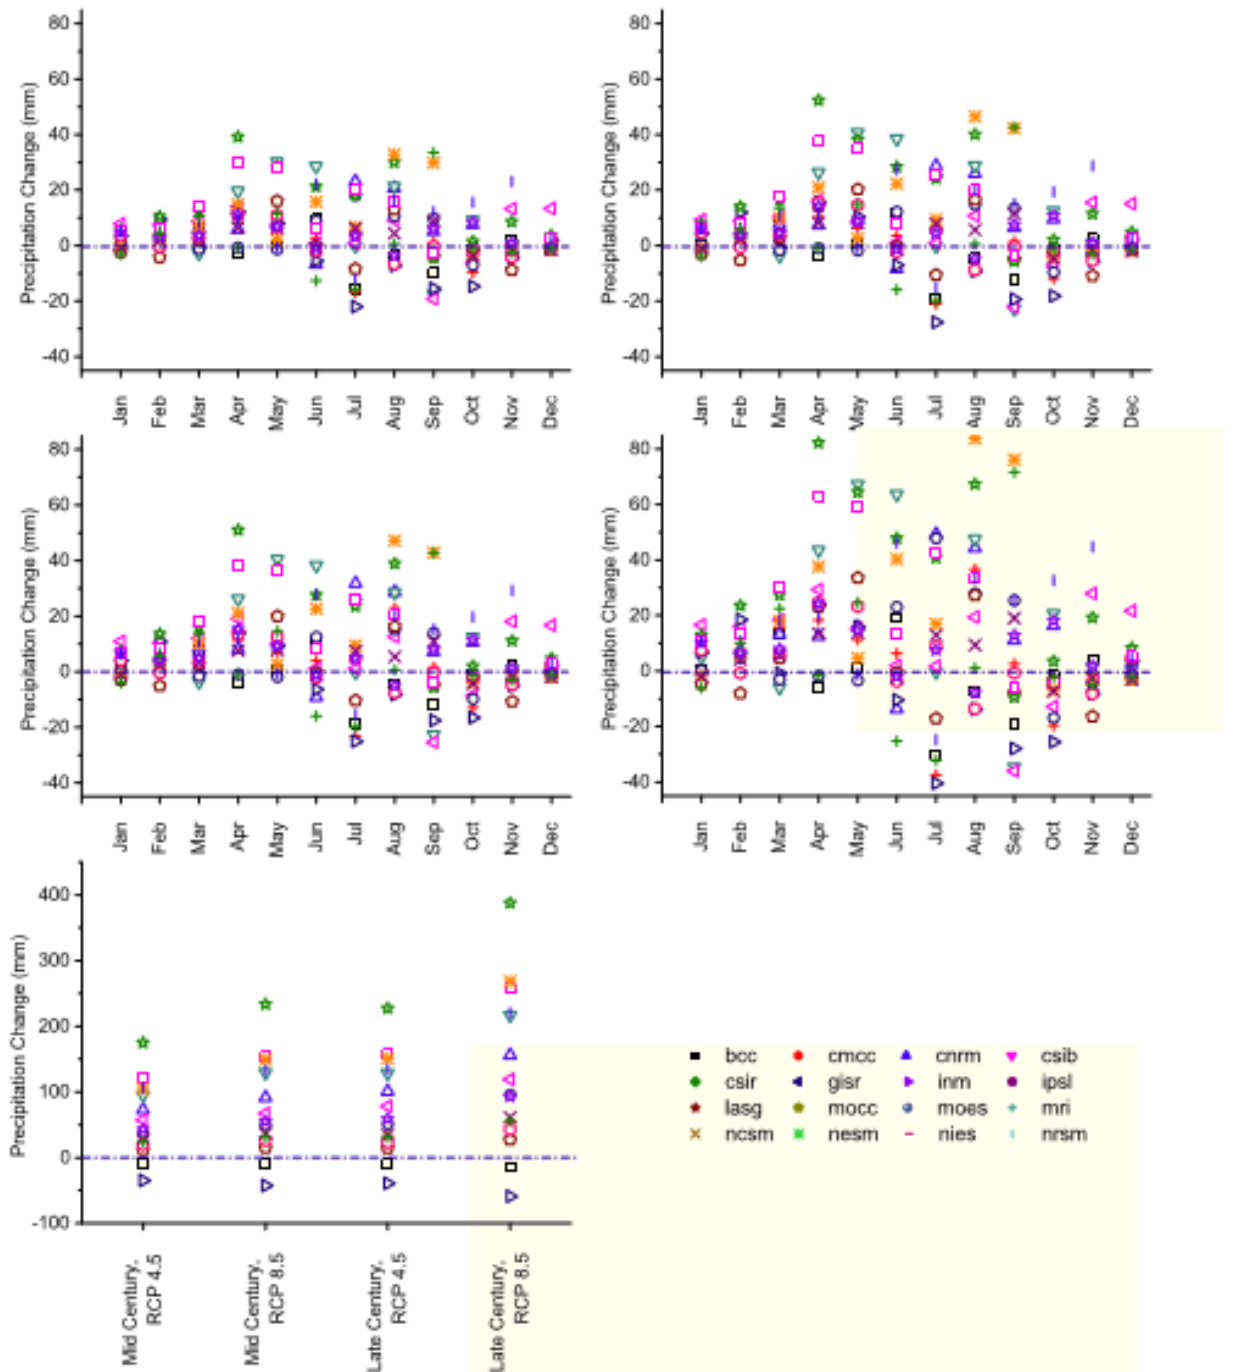 Precipitation Change (mm)
80
60
40
20
0
-20
-40
Jan Feb Mar Apr May Jun Jul Aug Sep Oct Nov Dec
Precipitation Change (mm)
80
60
40
20
0
-20
-40
Jan Feb Mar Apr May Jun Jul Aug Sep Oct Nov Dec
Precipitation Change (mm)
80
60
40
20
0
-20
-40
Jan Feb Mar Apr May Jun Jul Aug Sep Oct Nov Dec
Precipitation Change (mm)
80
60
40
20
0
-20
-40
Jan Feb Mar Apr May Jun Jul Aug Sep Oct Nov Dec
Precipitation Change (mm)
400
300
200
100
0
-100
Mid Century,
RCP 4.5
Mid Century,
RCP 8.5
Late Century,
RCP 4.5
Late Century,
RCP 8.5
bcc cmcc cnrm csib
csir gisr inm ipsl
lasg mocc moes mri
ncsm nesm nies nrsm